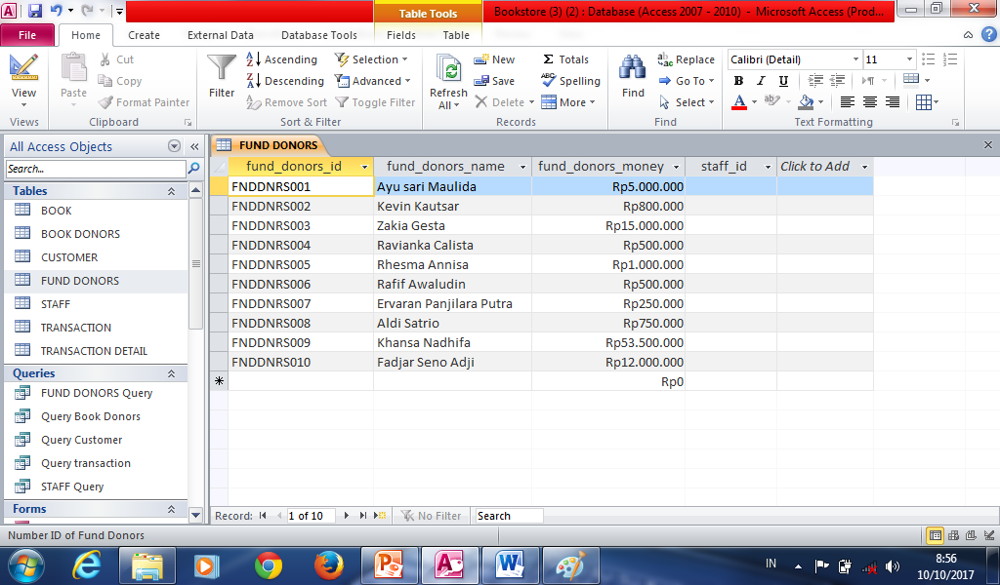 Table Tools
Bookstore (3) (2) : Database (Access 2007 - 2010) - Microsoft Access (Prod...
File Home Create External Data Database Tools Fields Table
View
Views
Paste
Cut
Copy
Format Painter
Clipboard
Filter
Ascending
Descending
Remove Sort
Selection
Advanced
Toggle Filter
Sort & Filter
Refresh
All
New
Save
Delete
Totals
Spelling
More
Records
Find
Replace
Go To
Select
Find
Calibri (Detail) 11
B I U
A ab
Text Formatting
All Access Objects
Search...
Tables
BOOK
BOOK DONORS
CUSTOMER
FUND DONORS
STAFF
TRANSACTION
TRANSACTION DETAIL
Queries
FUND DONORS Query
Query Book Donors
Query Customer
Query transaction
STAFF Query
Forms
FUND DONORS
fund_donors_id fund_donors_name fund_donors_money staff_id Click to Add
FNDDNRS001 Ayu sari Maulida Rp5.000.000
FNDDNRS002 Kevin Kautsar Rp800.000
FNDDNRS003 Zakia Gesta Rp15.000.000
FNDDNRS004 Ravianka Calista Rp500.000
FNDDNRS005 Rhesma Annisa Rp1.000.000
FNDDNRS006 Rafif Awaludin Rp500.000
FNDDNRS007 Ervaran Panjilara Putra Rp250.000
FNDDNRS008 Aldi Satrio Rp750.000
FNDDNRS009 Khansa Nadhifa Rp53.500.000
FNDDNRS010 Fadjar Seno Adji Rp12.000.000
Rp0
Record: 1 of 10 No Filter Search
Number ID of Fund Donors
IN
8:56
10/10/2017